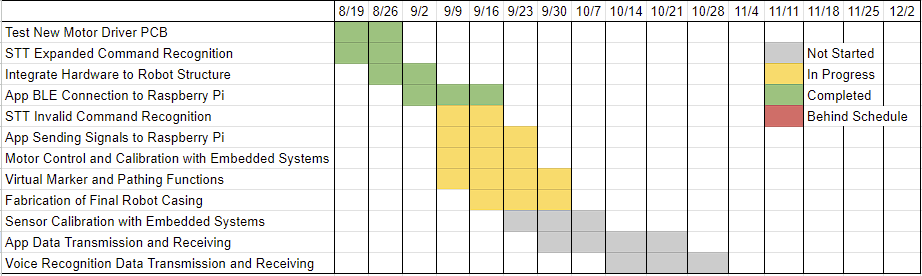 8/19 8/26 9/2 9/9 9/16 9/23 9/30 10/7 10/14 10/21 10/28 11/4 11/11 11/18 11/25 12/2
Test New Motor Driver PCB
STT Expanded Command Recognition Not Started
Integrate Hardware to Robot Structure In Progress
App BLE Connection to Raspberry Pi Completed
STT Invalid Command Recognition Behind Schedule
App Sending Signals to Raspberry Pi
Motor Control and Calibration with Embedded Systems
Virtual Marker and Pathing Functions
Fabrication of Final Robot Casing
Sensor Calibration with Embedded Systems
App Data Transmission and Receiving
Voice Recognition Data Transmission and Receiving